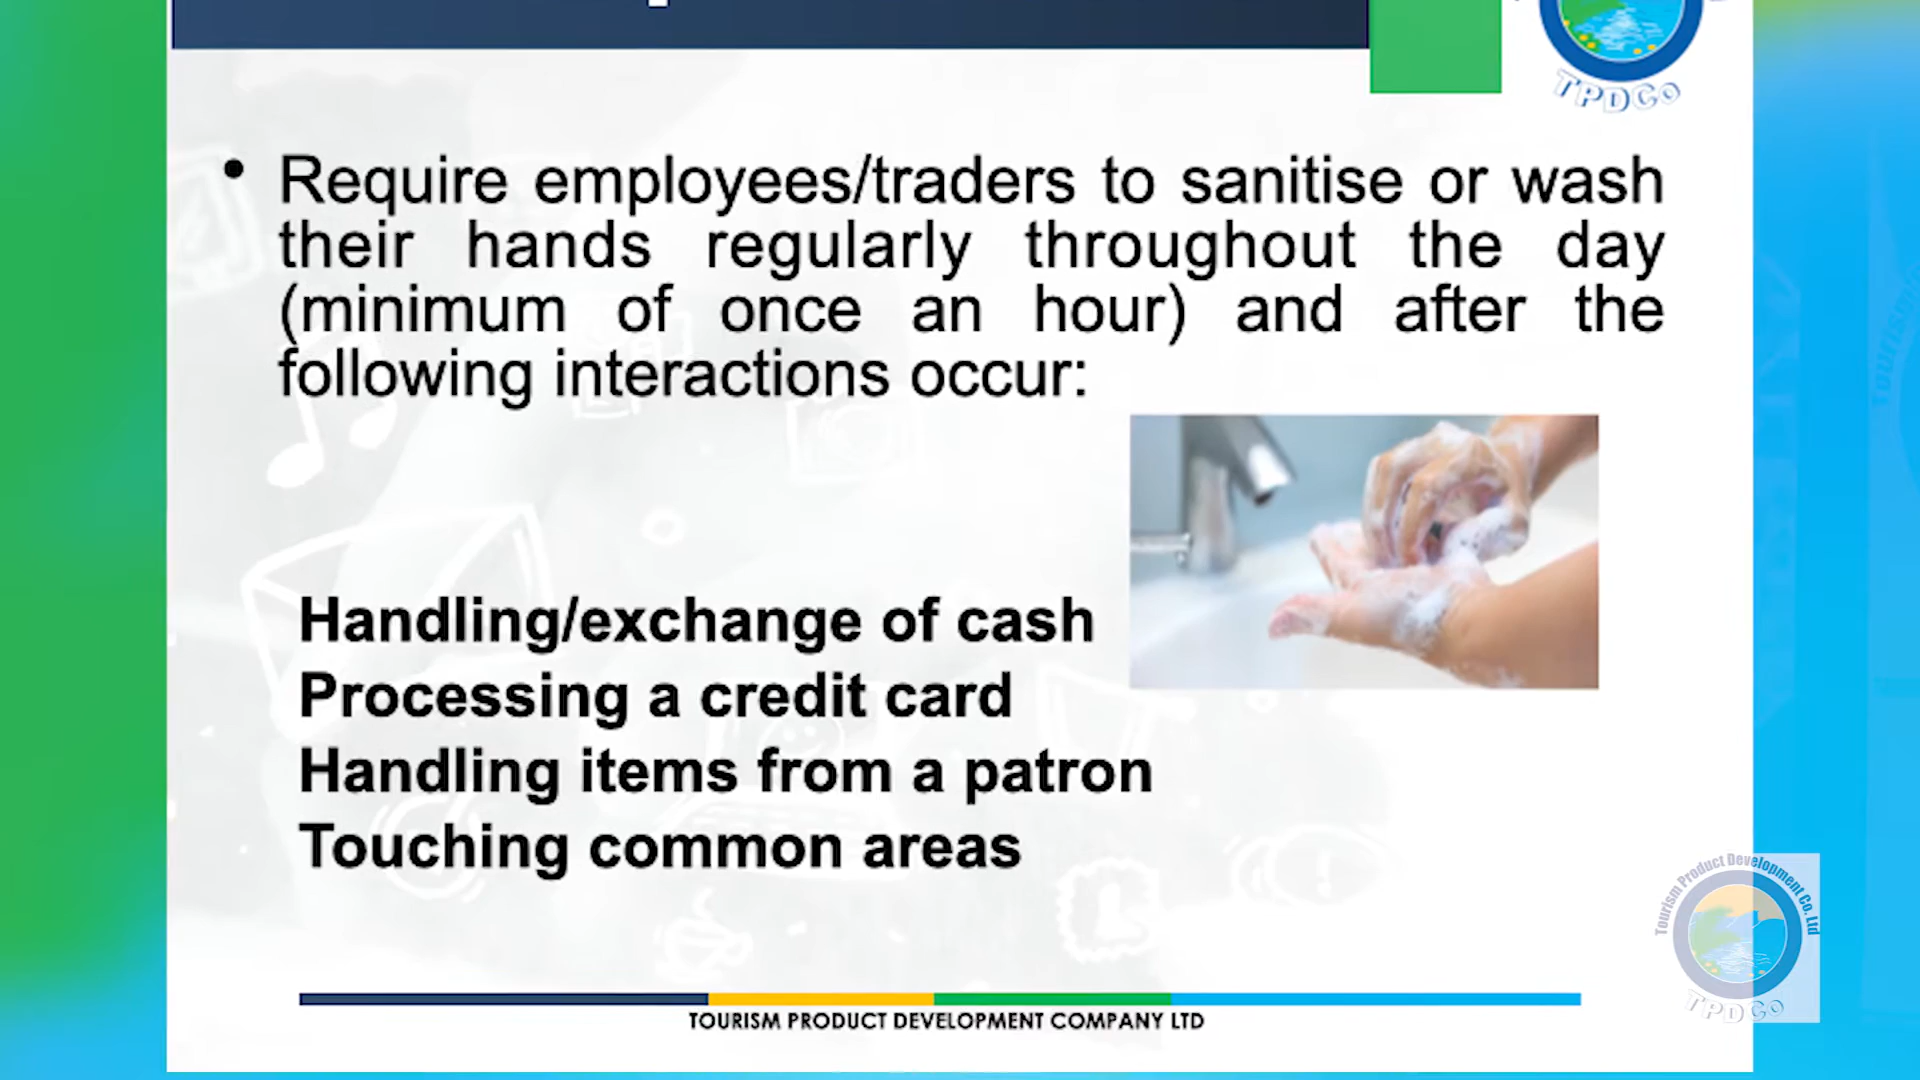 TPDCo
• Require employees/traders to sanitise or wash
their hands regularly throughout the day
(minimum of once an hour) and after the
following interactions occur:
Handling/exchange of cash
Processing a credit card
Handling items from a patron
Touching common areas
Tourism Product Development Co. Ltd
TPDCo
TOURISM PRODUCT DEVELOPMENT COMPANY LTD